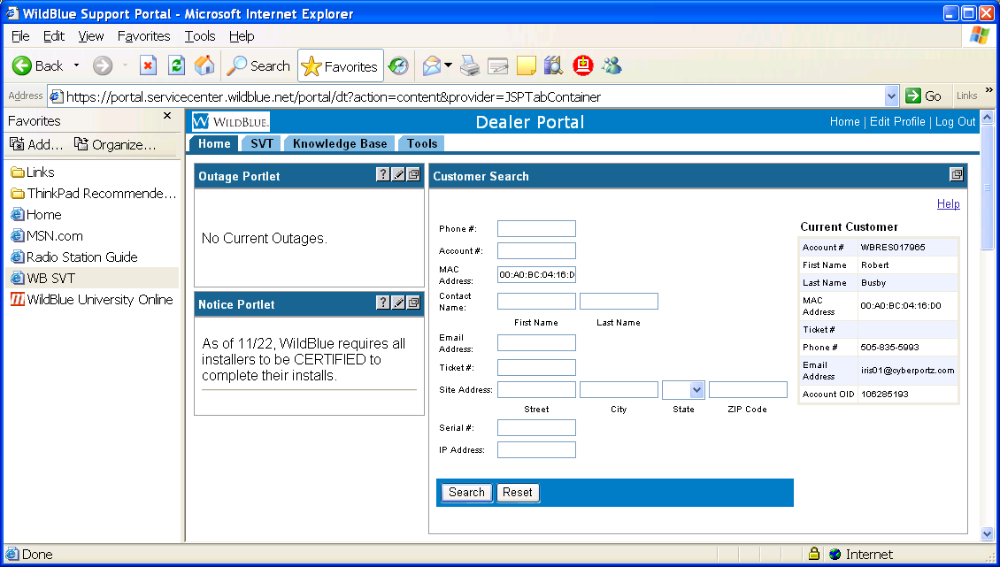 WildBlue Support Portal - Microsoft Internet Explorer
File Edit View Favorites Tools Help
Back Search Favorites
Address https://portal.servicecenter.wildblue.net/portal/dt?action=content&provider=JSPTabContainer Go Links »
Favorites
Add... Organize...
Links
ThinkPad Recommende...
Home
MSN.com
Radio Station Guide
WB SVT
WildBlue University Online
WILDBLUE Dealer Portal Home | Edit Profile | Log Out
Home SVT Knowledge Base Tools
Outage Portlet ?
No Current Outages.
Notice Portlet ?
As of 11/22, WildBlue requires all
installers to be CERTIFIED to
complete their installs.
Customer Search
Help
Phone #:
Account #:
MAC
Address: 00:A0:BC:04:16:D
Contact
Name:
First Name Last Name
Email
Address:
Ticket #:
Site Address:
Street City State ZIP Code
Serial #:
IP Address:
Search Reset
Current Customer
Account # WBRES017965
First Name Robert
Last Name Busby
MAC
Address 00:A0:BC:04:16:D0
Ticket #
Phone # 505-835-5993
Email
Address iris01@cyberportz.com
Account OID 106285193
Done Internet